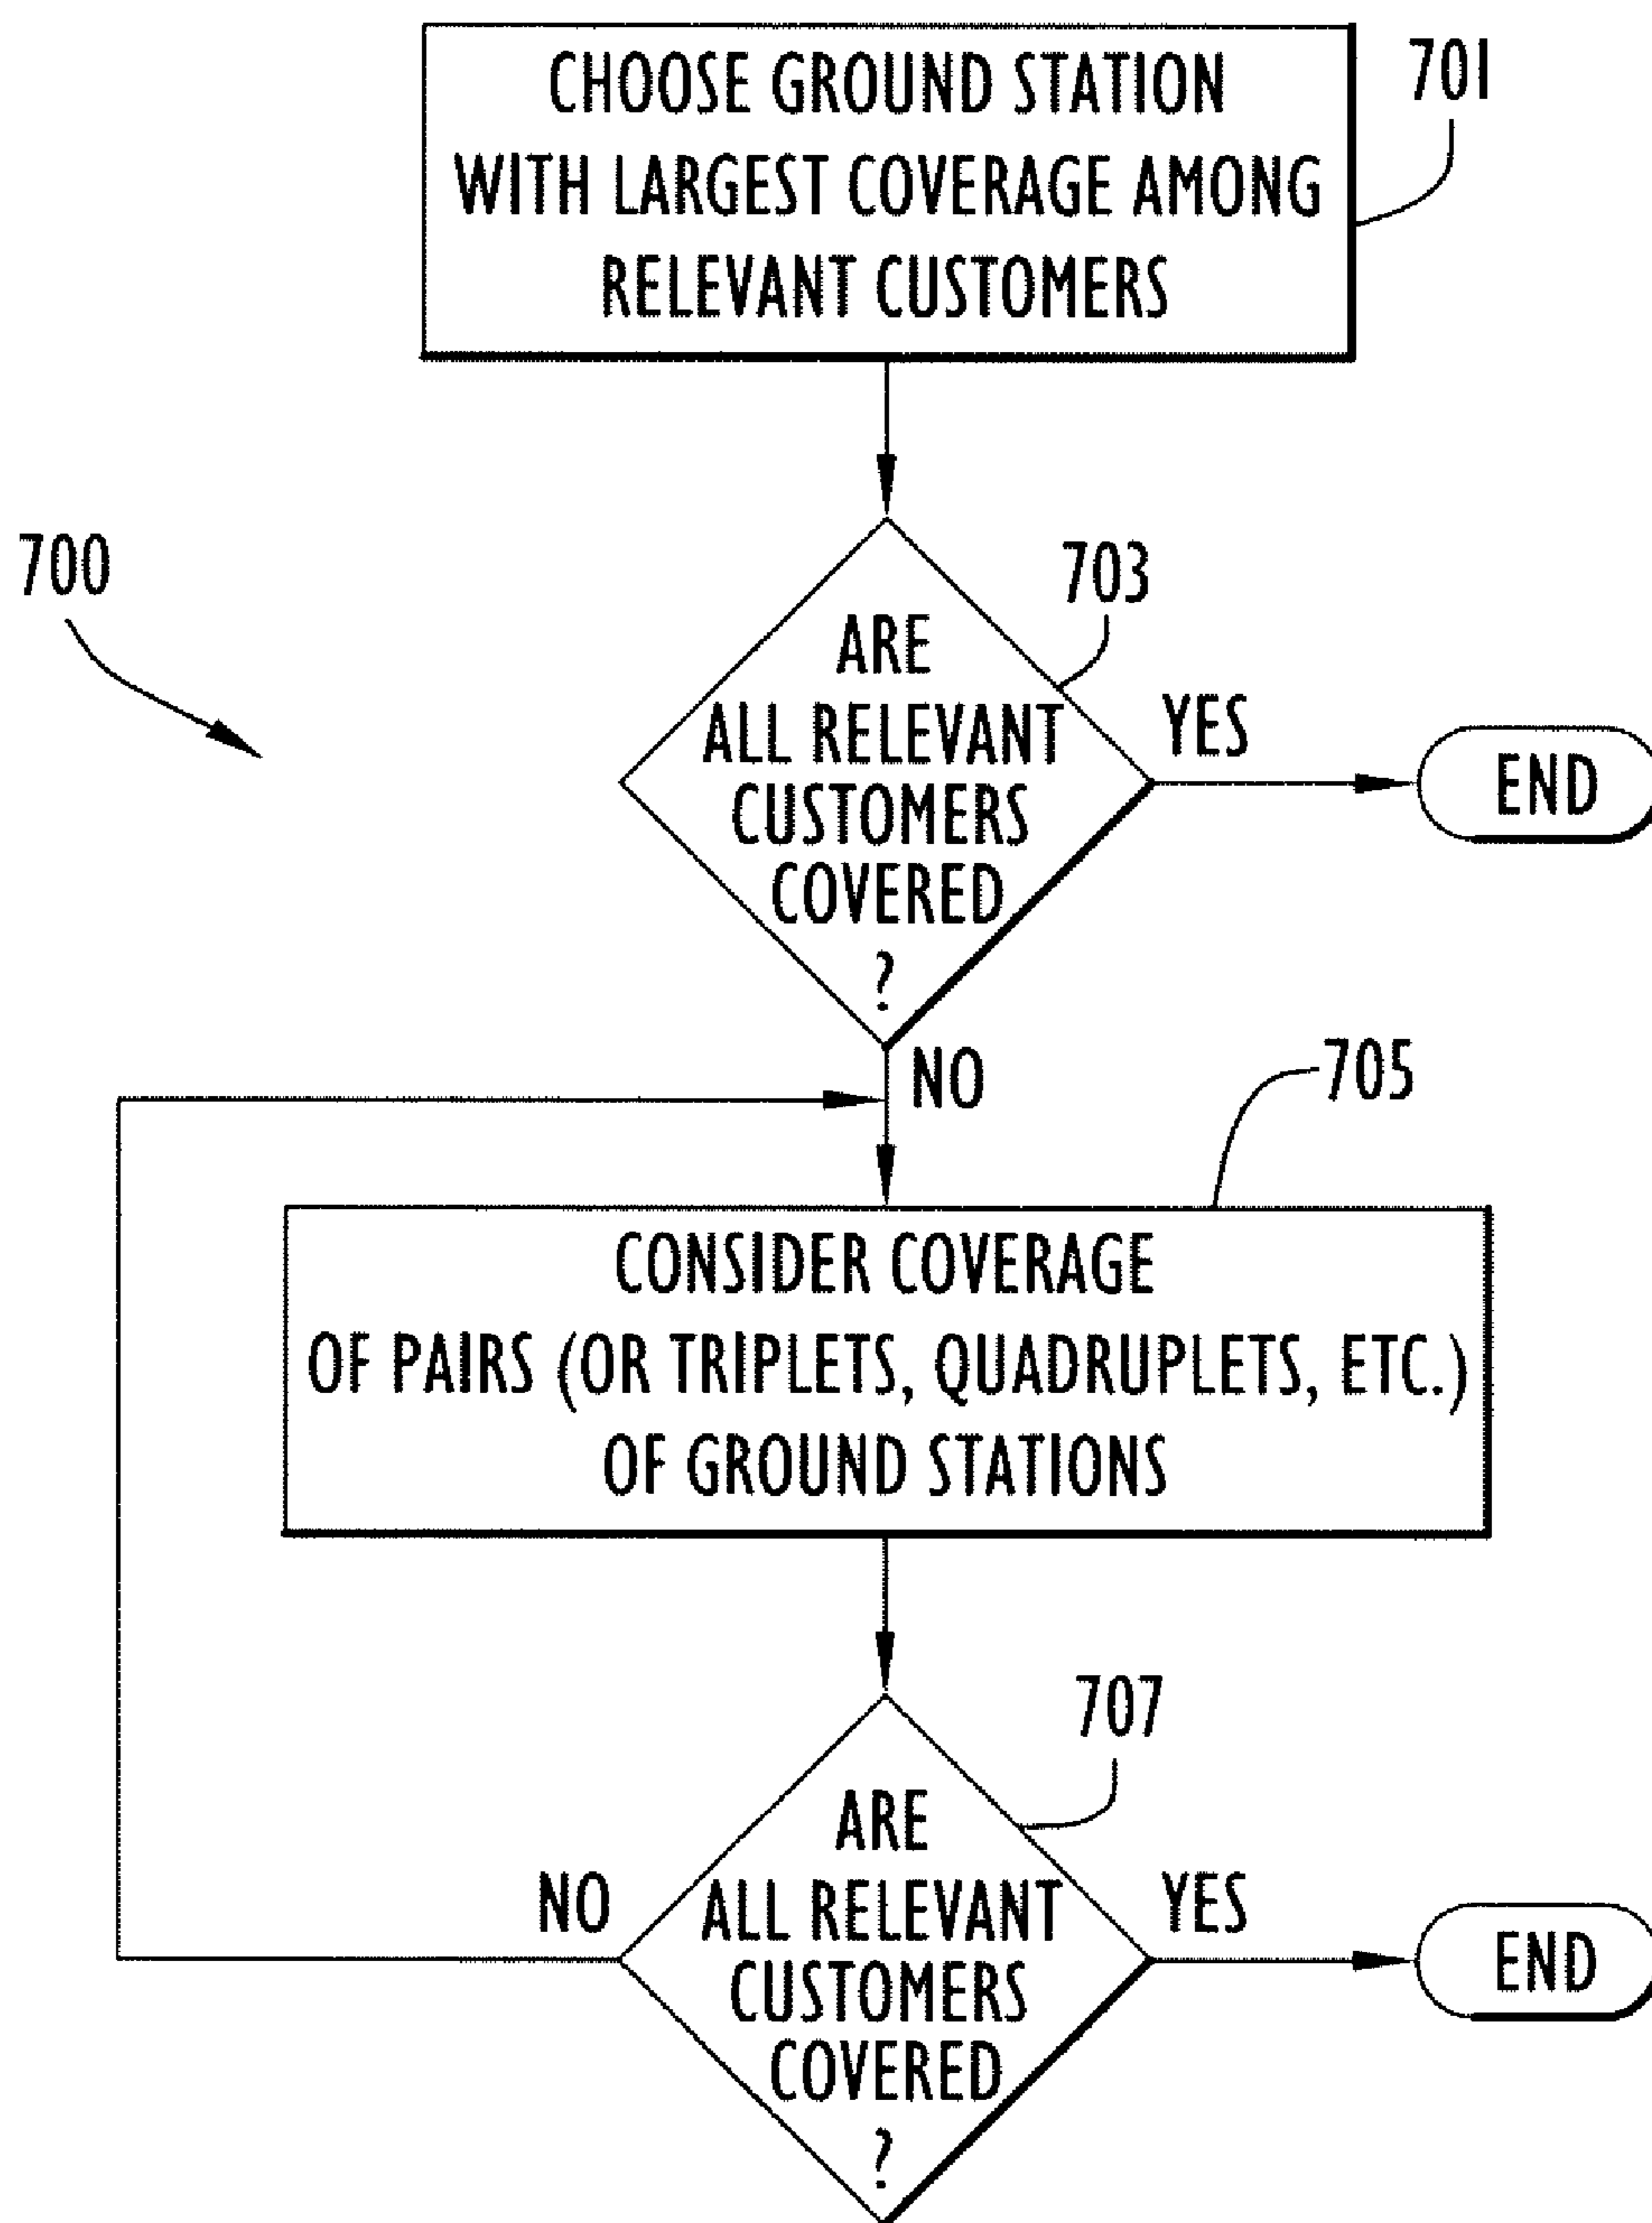 CHOOSE GROUND STATION
WITH LARGEST COVERAGE AMONG
RELEVANT CUSTOMERS
701
700
703
ARE
ALL RELEVANT
CUSTOMERS
COVERED
?
YES
END
NO
705
CONSIDER COVERAGE
OF PAIRS (OR TRIPLETS, QUADRUPLETS, ETC.)
OF GROUND STATIONS
707
ARE
ALL RELEVANT
CUSTOMERS
COVERED
?
NO
YES
END